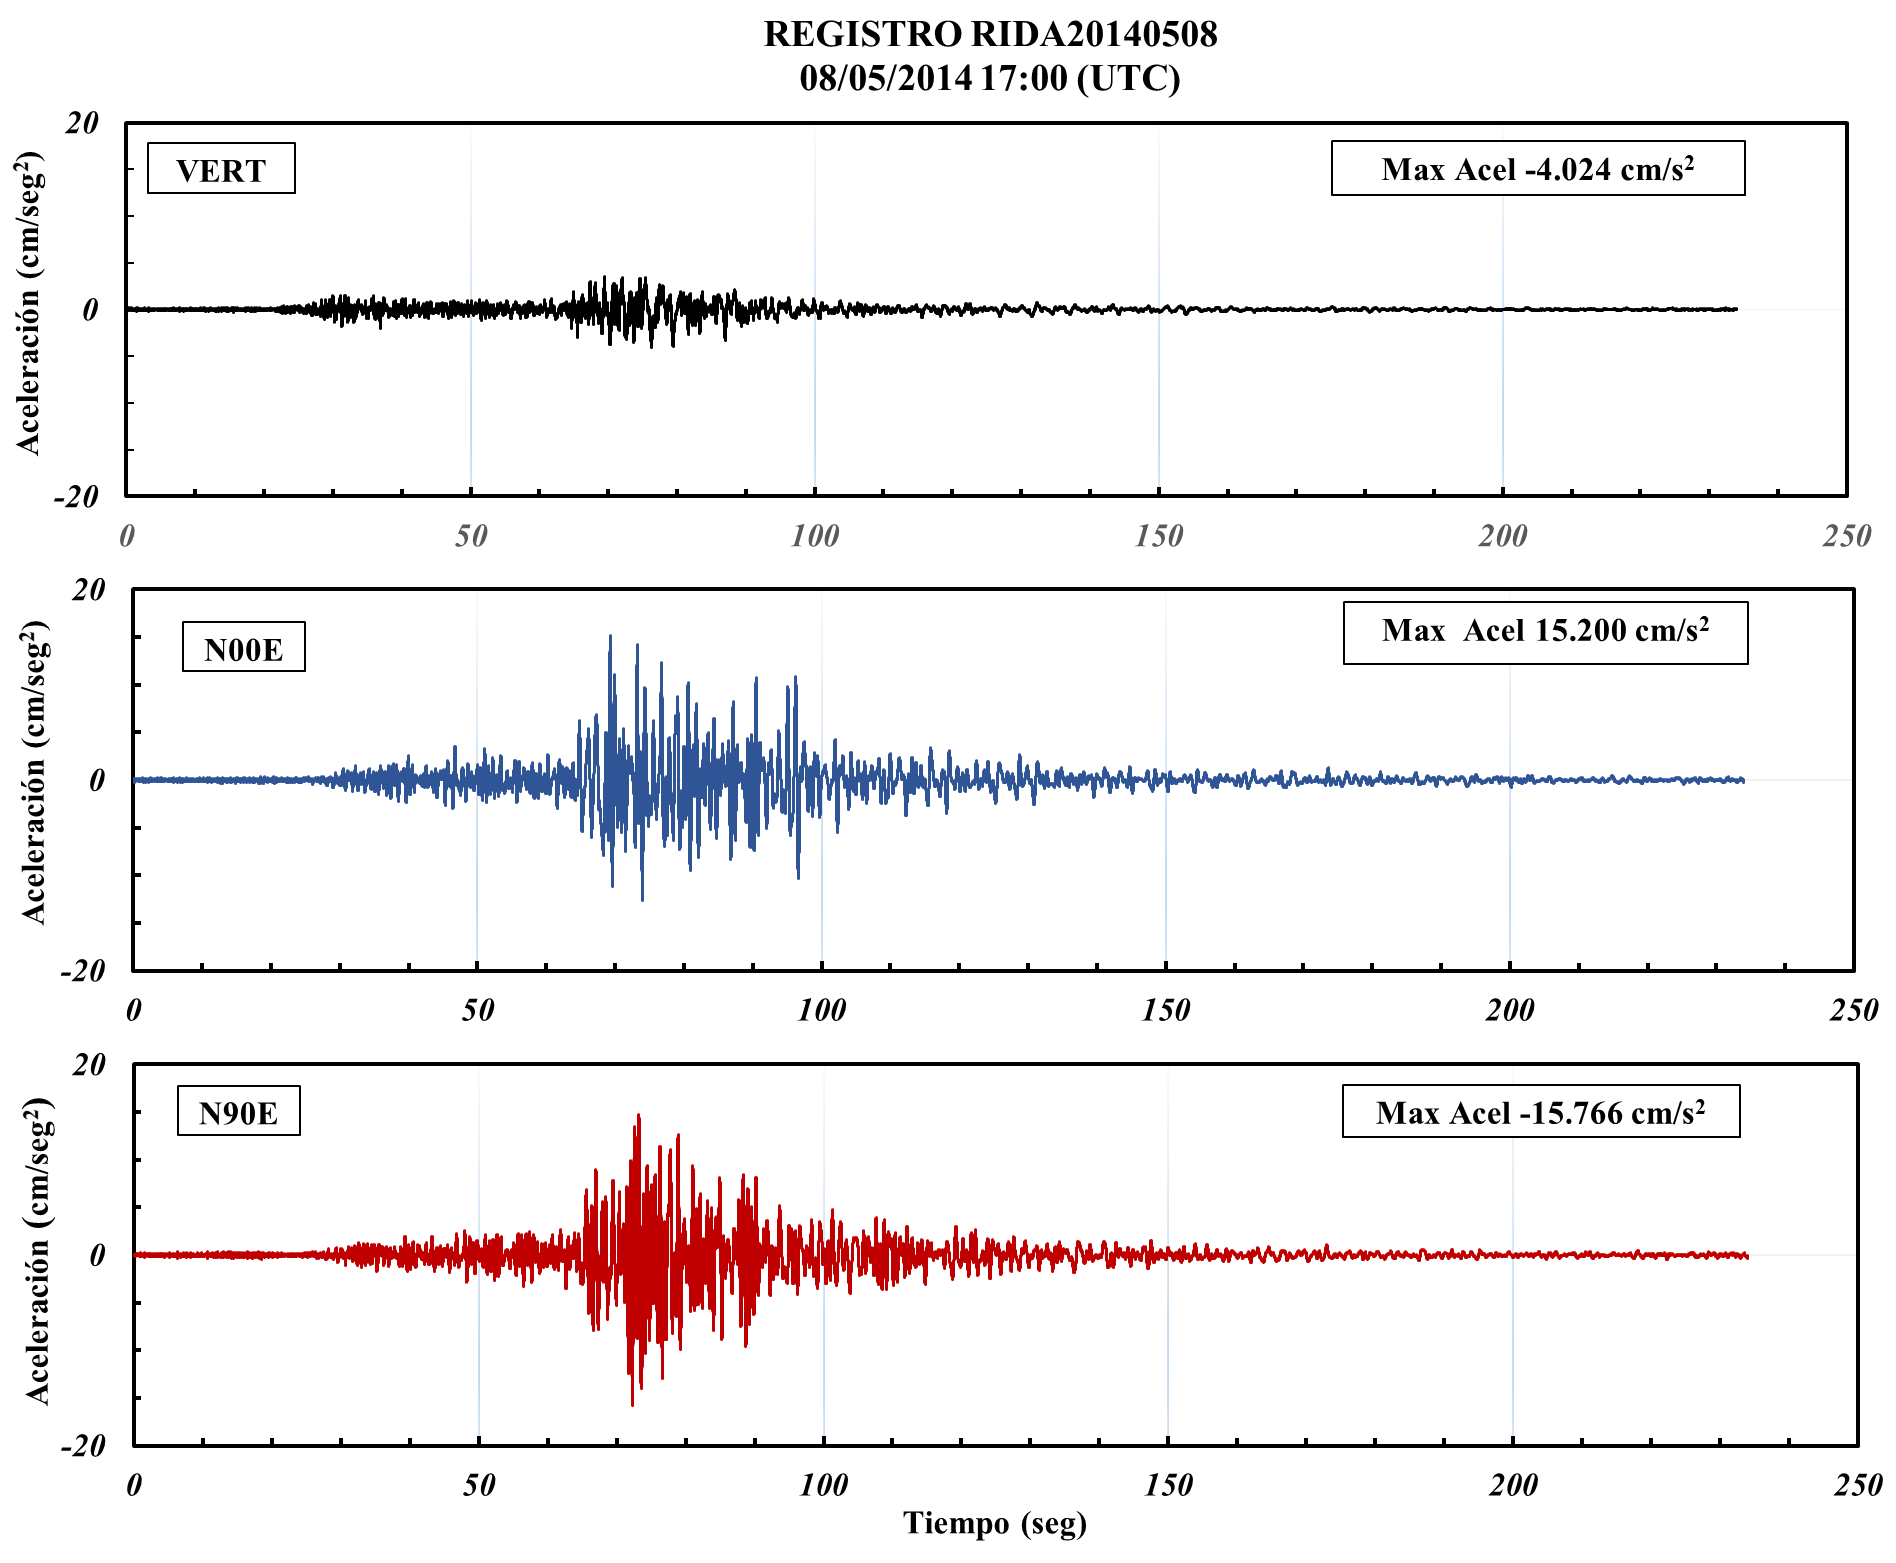 REGISTRO RIDA20140508
08/05/2014 17:00 (UTC)
Aceleración (cm/seg²)
20
0
-20
VERT
Max Acel -4.024 cm/s²
0 50 100 150 200 250
Aceleración (cm/seg²)
20
0
-20
N00E
Max Acel 15.200 cm/s²
0 50 100 150 200 250
Aceleración (cm/seg²)
20
0
-20
N90E
Max Acel -15.766 cm/s²
0 50 100 150 200 250
Tiempo (seg)